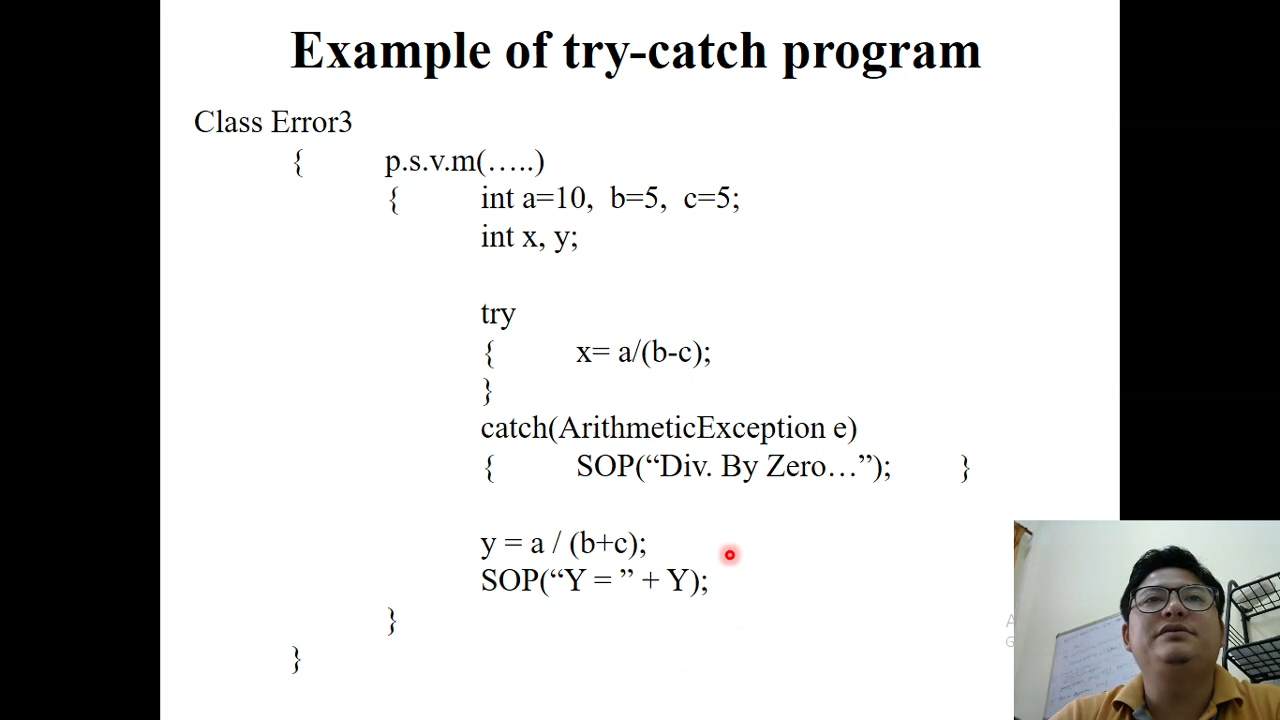 Example of try-catch program
Class Error3
{ p.s.v.m(…..)
{ int a=10, b=5, c=5;
int x, y;
try
{ x= a/(b-c);
}
catch(ArithmeticException e)
{ SOP(“Div. By Zero…”); }
y = a / (b+c);
SOP(“Y = ” + Y);
}
}